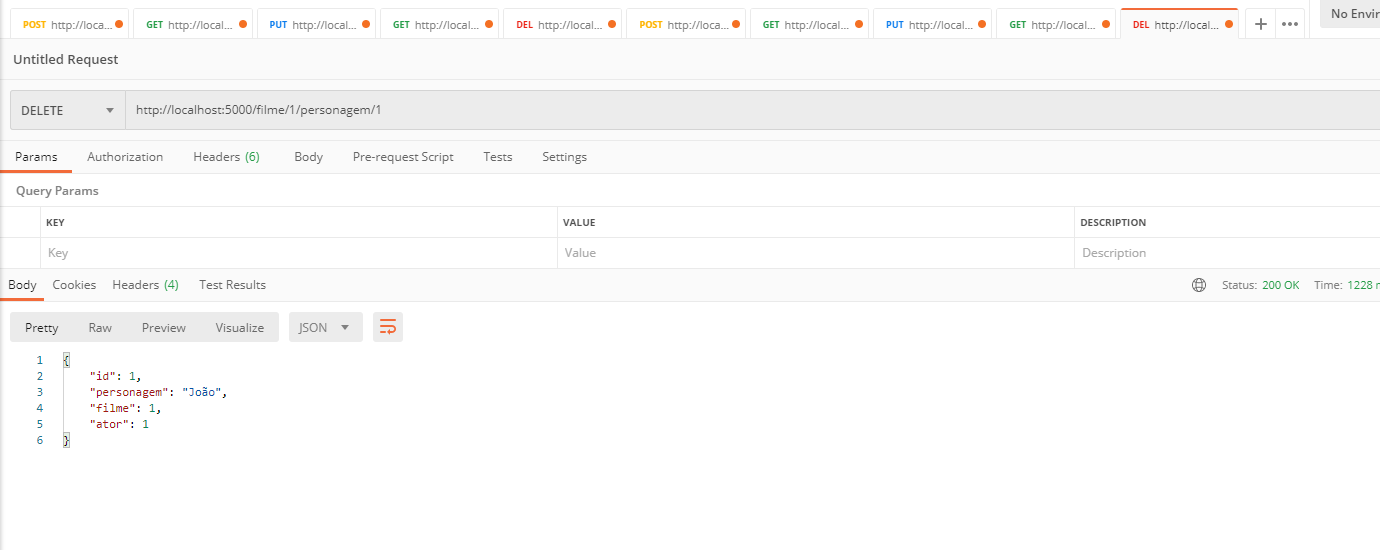 POST http://loca... GET http://local... PUT http://local... GET http://local... DEL http://local... POST http://loca... GET http://local... PUT http://local... GET http://local... DEL http://local... + ••• No Envir
Untitled Request
DELETE http://localhost:5000/filme/1/personagem/1
Params Authorization Headers (6) Body Pre-request Script Tests Settings
Query Params
KEY VALUE DESCRIPTION
Key Value Description
Body Cookies Headers (4) Test Results Status: 200 OK Time: 1228 m
Pretty Raw Preview Visualize JSON
1 {
2 "id": 1,
3 "personagem": "João",
4 "filme": 1,
5 "ator": 1
6 }